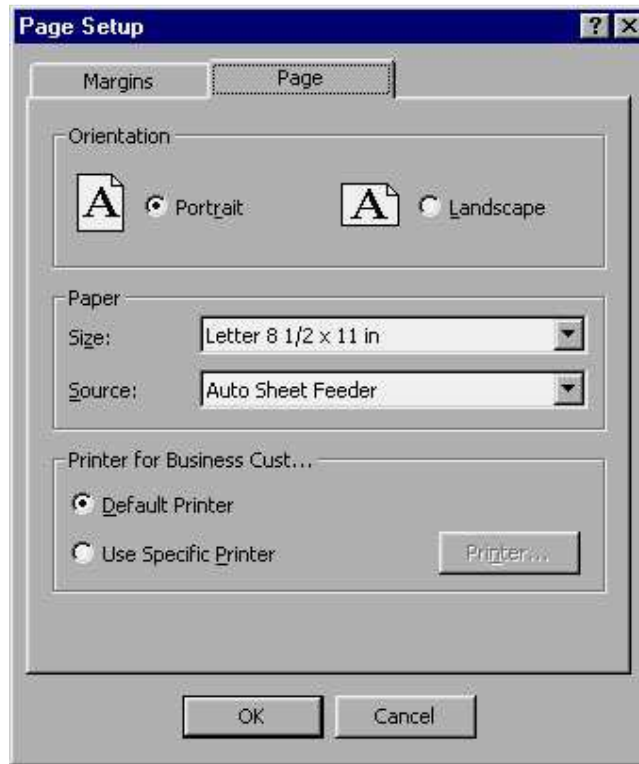 Page Setup
Margins
Page
Orientation
A
Portrait
A
Landscape
Paper
Size:
Letter 8 1/2 x 11 in
Source:
Auto Sheet Feeder
Printer for Business Cust...
Default Printer
Use Specific Printer
Printer...
OK
Cancel